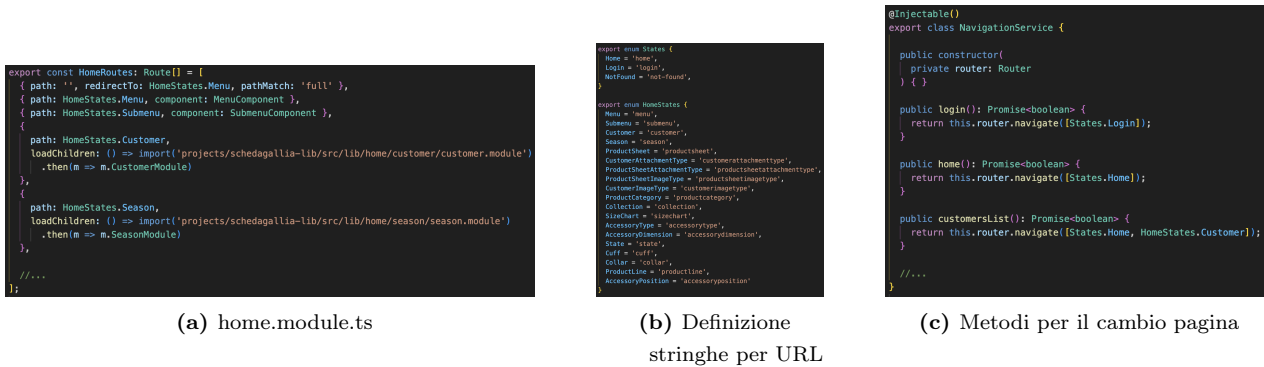 export const HomeRoutes: Route[] = [
{ path: '', redirectTo: HomeStates.Menu, pathMatch: 'full' },
{ path: HomeStates.Menu, component: MenuComponent },
{ path: HomeStates.Submenu, component: SubmenuComponent },
{
path: HomeStates.Customer,
loadChildren: () => import('projects/schedagallia-lib/src/lib/home/customer/customer.module')
.then(m => m.CustomerModule)
},
{
path: HomeStates.Season,
loadChildren: () => import('projects/schedagallia-lib/src/lib/home/season/season.module')
.then(m => m.SeasonModule)
},
//...
];
(a) home.module.ts
export enum States {
Home = 'home',
Login = 'login',
NotFound = 'not-found',
}
export enum HomeStates {
Menu = 'menu',
Submenu = 'submenu',
Customer = 'customer',
Season = 'season',
ProductSheet = 'productsheet',
CustomerAttachmentType = 'customerattachmenttype',
ProductSheetAttachmentType = 'productsheetattachmenttype',
ProductSheetImageType = 'productsheetimagetype',
CustomerImageType = 'customerimagetype',
ProductCategory = 'productcategory',
Collection = 'collection',
SizeChart = 'sizechart',
AccessoryType = 'accessorytype',
AccessoryDimension = 'accessorydimension',
State = 'state',
Cuff = 'cuff',
Collar = 'collar',
ProductLine = 'productline',
AccessoryPosition = 'accessoryposition'
}
(b) Definizione
stringhe per URL
@Injectable()
export class NavigationService {
public constructor(
private router: Router
) { }
public login(): Promise<boolean> {
return this.router.navigate([States.Login]);
}
public home(): Promise<boolean> {
return this.router.navigate([States.Home]);
}
public customersList(): Promise<boolean> {
return this.router.navigate([States.Home, HomeStates.Customer]);
}
//...
}
(c) Metodi per il cambio pagina